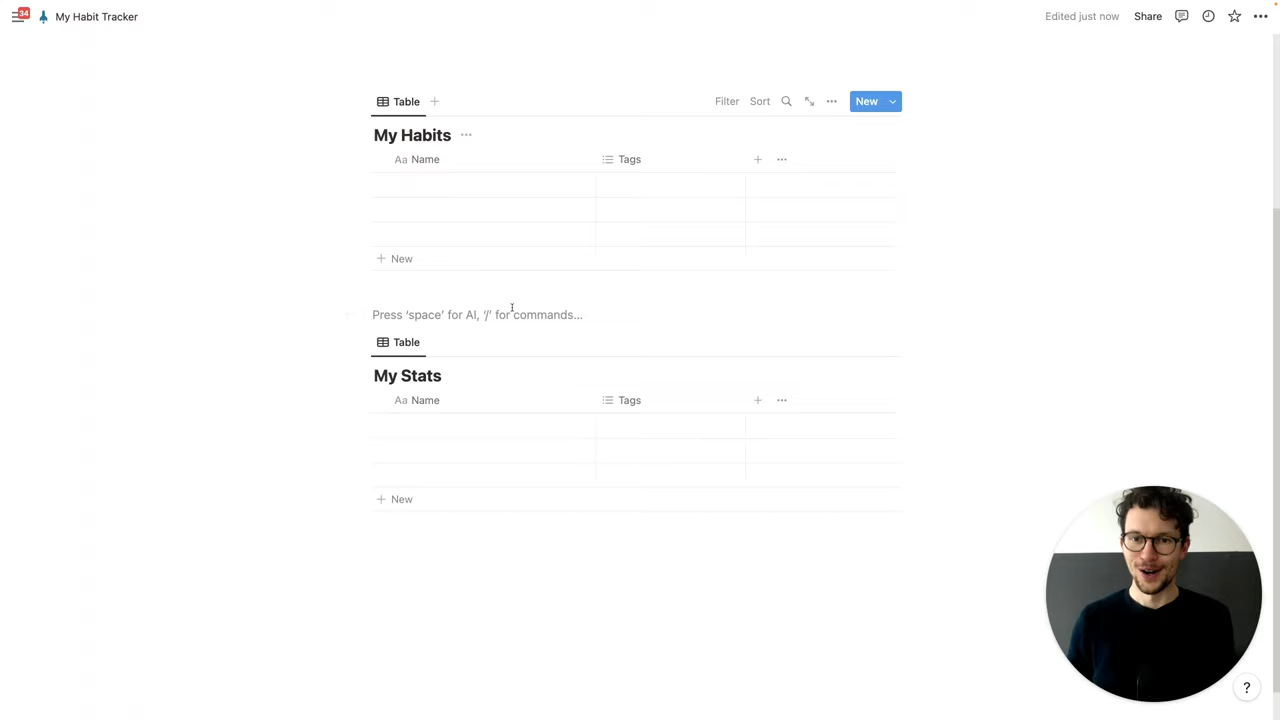 34
My Habit Tracker
Edited just now
Share
Table
Filter
Sort
New
My Habits
Aa Name
Tags
New
Press ‘space’ for AI, ‘/’ for commands…
Table
My Stats
Aa Name
Tags
New
?